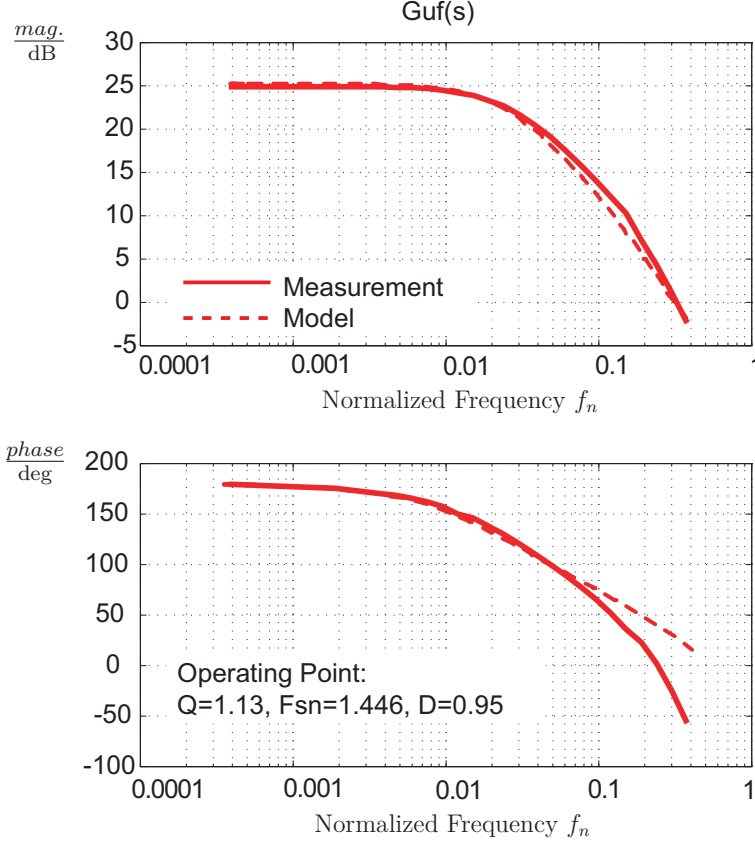 Guf(s)
mag.
dB
30
25
20
15
10
5
0
-5
Measurement
Model
0.0001 0.001 0.01 0.1 1
Normalized Frequency fn
phase
deg
200
150
100
50
0
-50
-100
Operating Point:
Q=1.13, Fsn=1.446, D=0.95
0.0001 0.001 0.01 0.1 1
Normalized Frequency fn